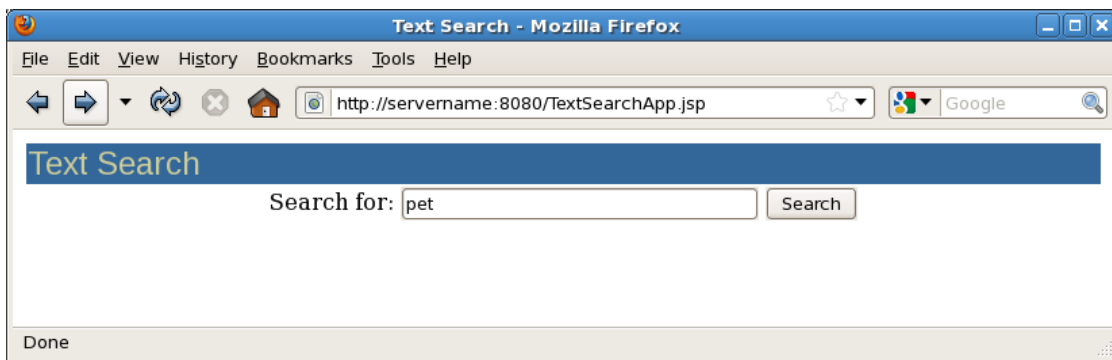 Text Search - Mozilla Firefox
File Edit View History Bookmarks Tools Help
http://servername:8080/TextSearchApp.jsp Google
Text Search
Search for: pet Search
Done